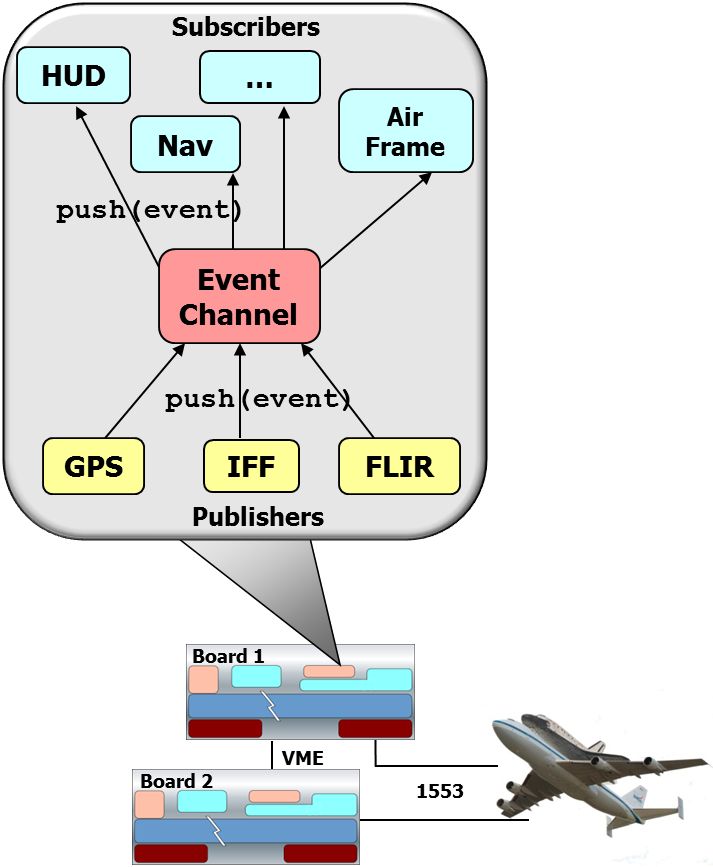 Subscribers
HUD
...
Air
Frame
Nav
push(event)
Event
Channel
push(event)
GPS
IFF
FLIR
Publishers
Board 1
VME
Board 2
1553